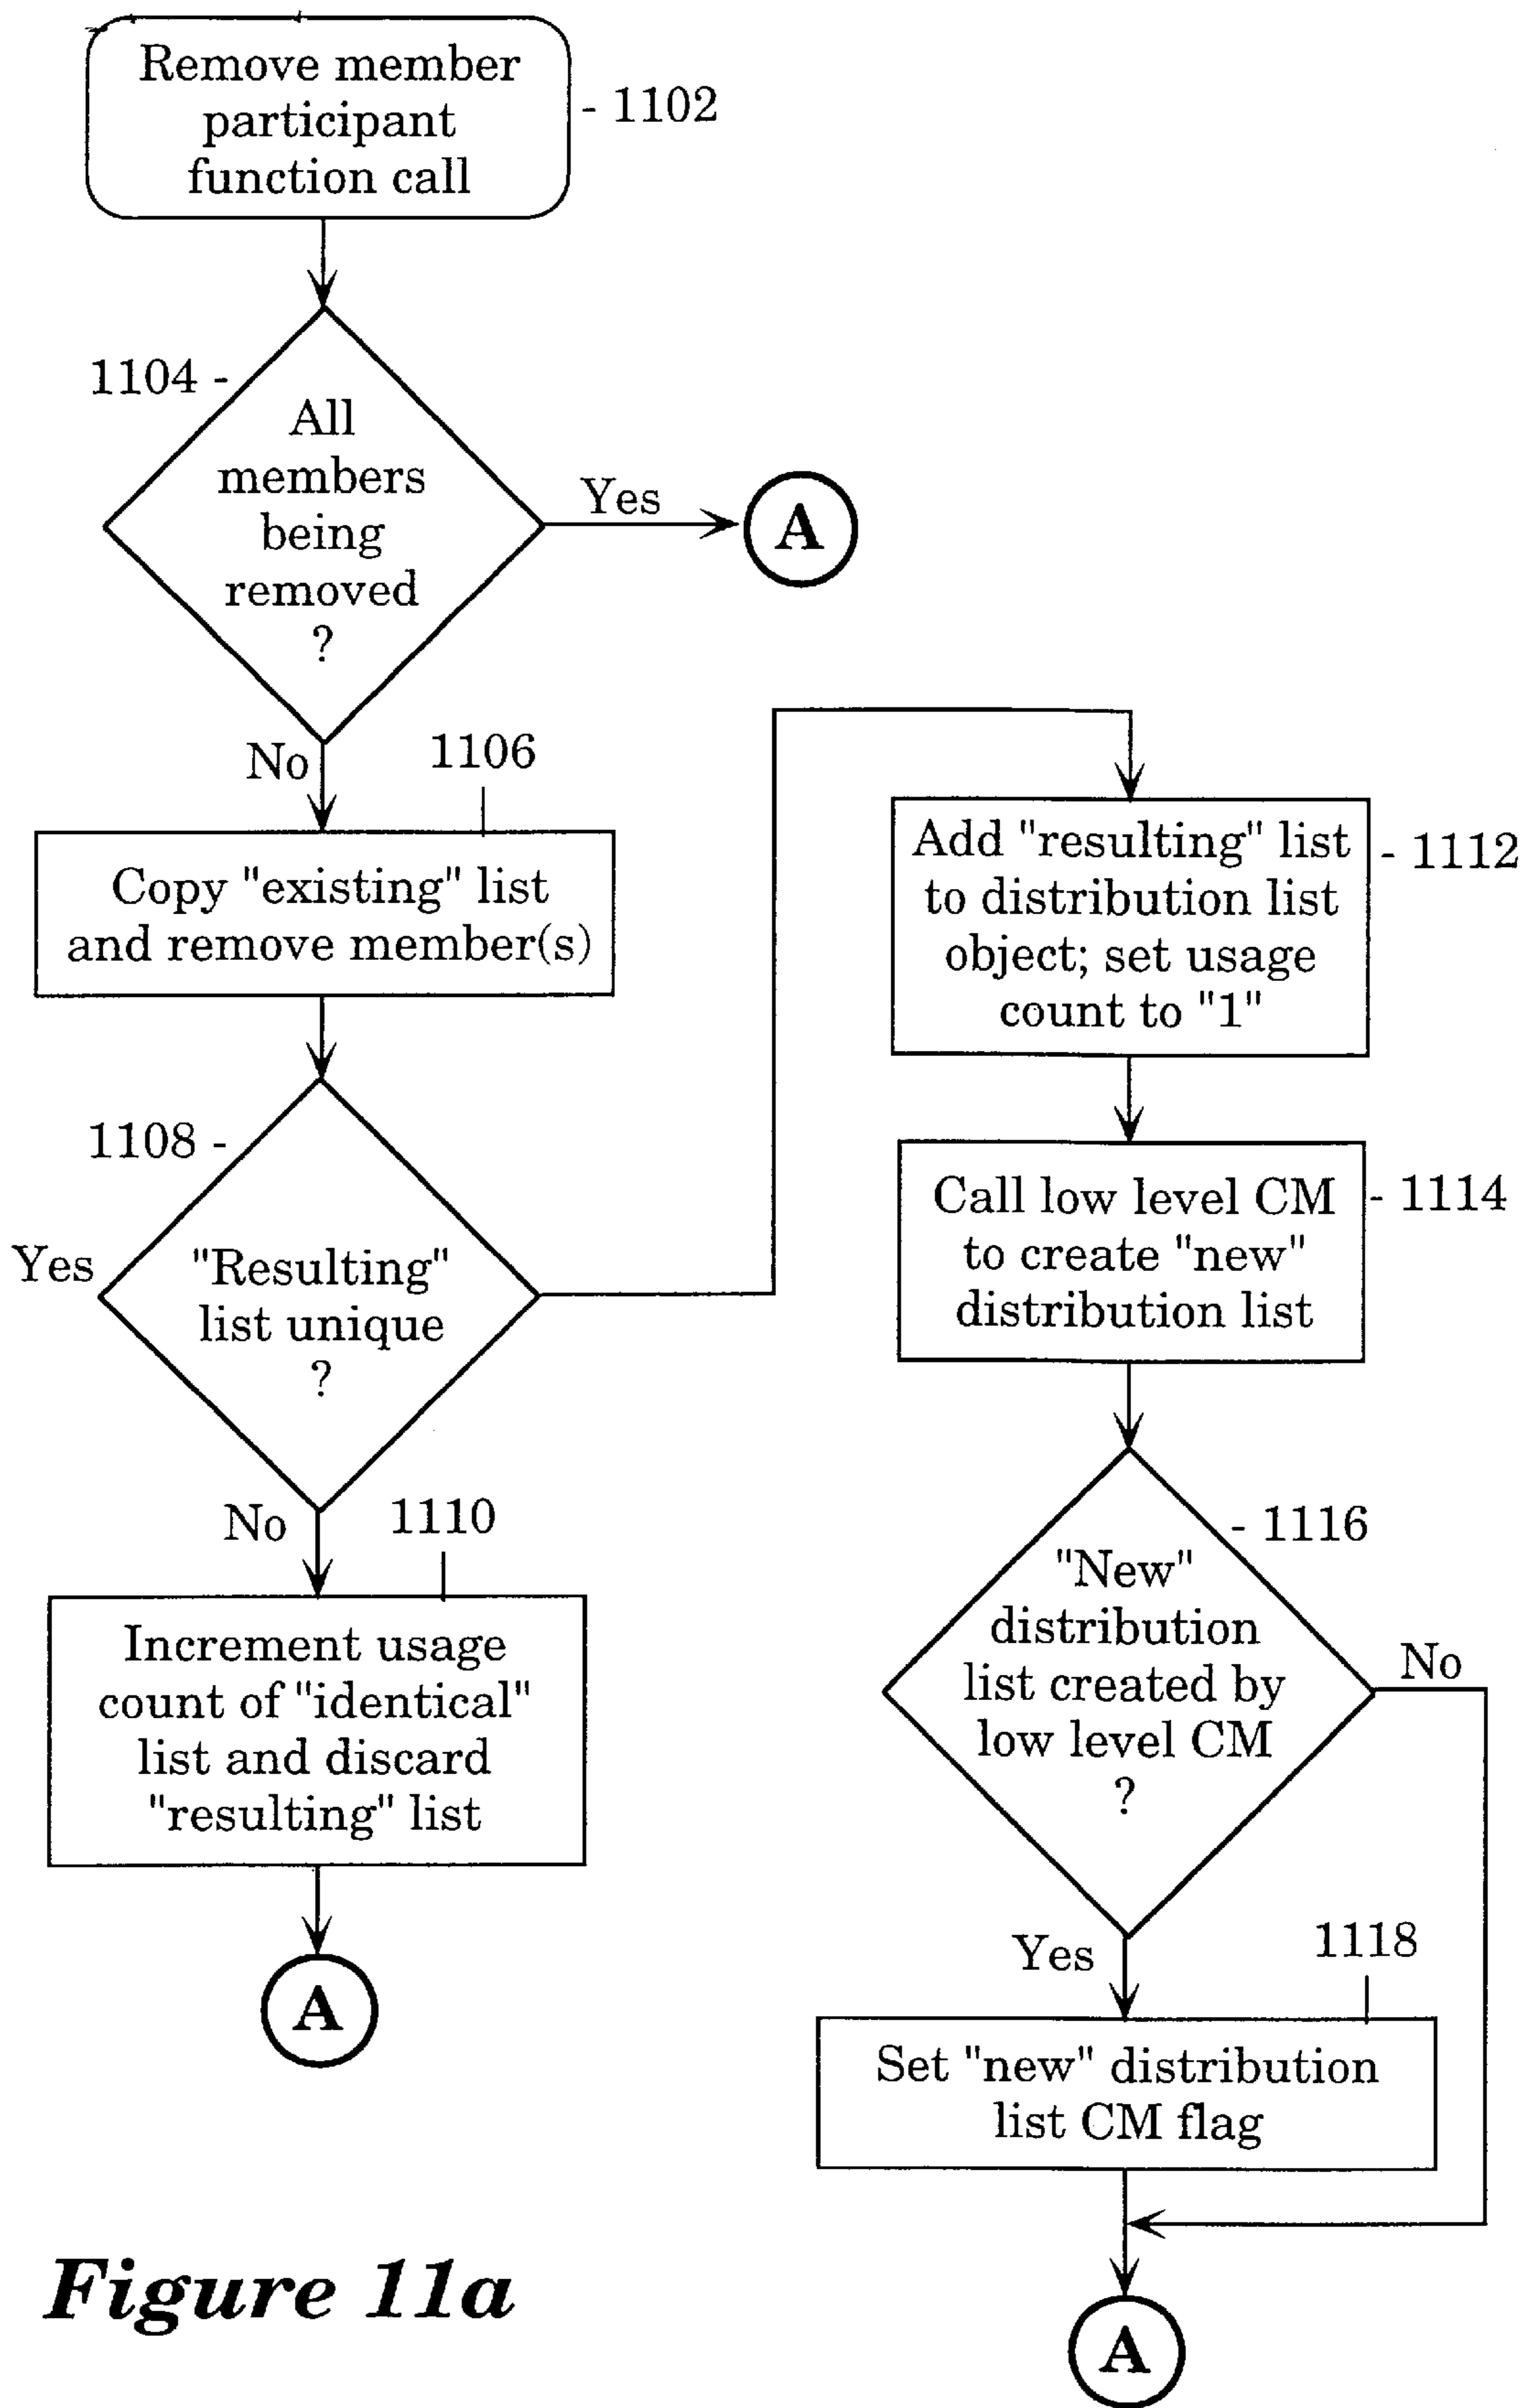 Remove member
participant
function call
- 1102
1104 -
All
members
being
removed
?
Yes
A
No
1106
Copy "existing" list
and remove member(s)
1108 -
Yes
"Resulting"
list unique
?
No
1110
Increment usage
count of "identical"
list and discard
"resulting" list
A
Add "resulting" list
to distribution list
object; set usage
count to "1"
- 1112
Call low level CM
to create "new"
distribution list
- 1114
- 1116
"New"
distribution
list created by
low level CM
?
No
Yes
1118
Set "new" distribution
list CM flag
A
Figure 11a